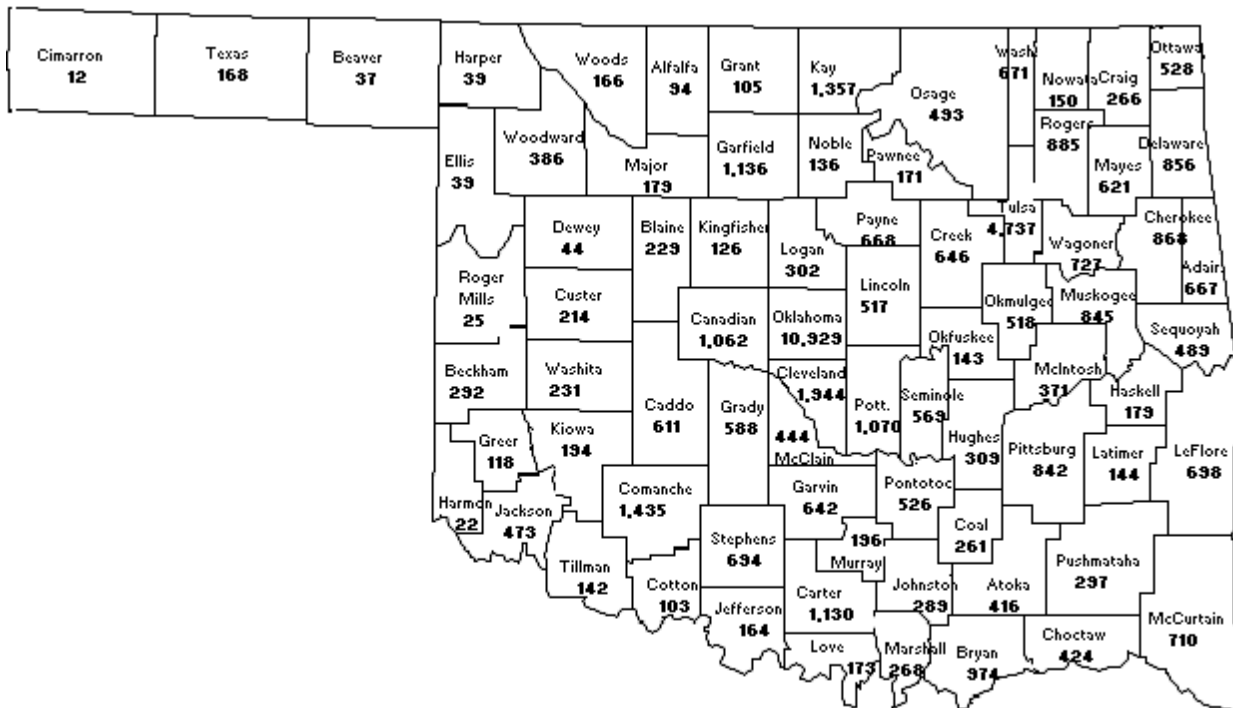 Cimarron
12
Texas
168
Beaver
37
Harper
39
Woods
166
Alfalfa
94
Grant
105
Kay
1,357
Osage
493
Wash
671
Nowata
150
Craig
266
Ottawa
528
Ellis
39
Woodward
386
Major
179
Garfield
1,136
Noble
136
Pawnee
171
Rogers
885
Mayes
621
Delaware
856
Dewey
44
Blaine
229
Kingfisher
126
Logan
302
Payne
668
Creek
646
Tulsa
4,737
Wagoner
727
Cherokee
868
Adair
667
Roger
Mills
25
Custer
214
Canadian
1,062
Oklahoma
10,929
Lincoln
517
Okfuskee
143
Okmulgee
518
Muskogee
845
Sequoyah
489
Beckham
292
Washita
231
Caddo
611
Grady
588
Cleveland
1,944
444
McClain
Pott.
1,070
Seminole
569
Hughes
309
McIntosh
371
Haskell
179
Greer
118
Kiowa
194
Pittsburg
842
Latimer
144
LeFlore
698
Harmon
22
Jackson
473
Comanche
1,435
Garvin
642
Pontotoc
526
Coal
261
Tillman
142
Cotton
103
Stephens
694
196
Murray
Johnston
289
Atoka
416
Pushmataha
297
Jefferson
164
Carter
1,130
Love
173
Marshall
268
Bryan
974
Choctaw
424
McCurtain
710